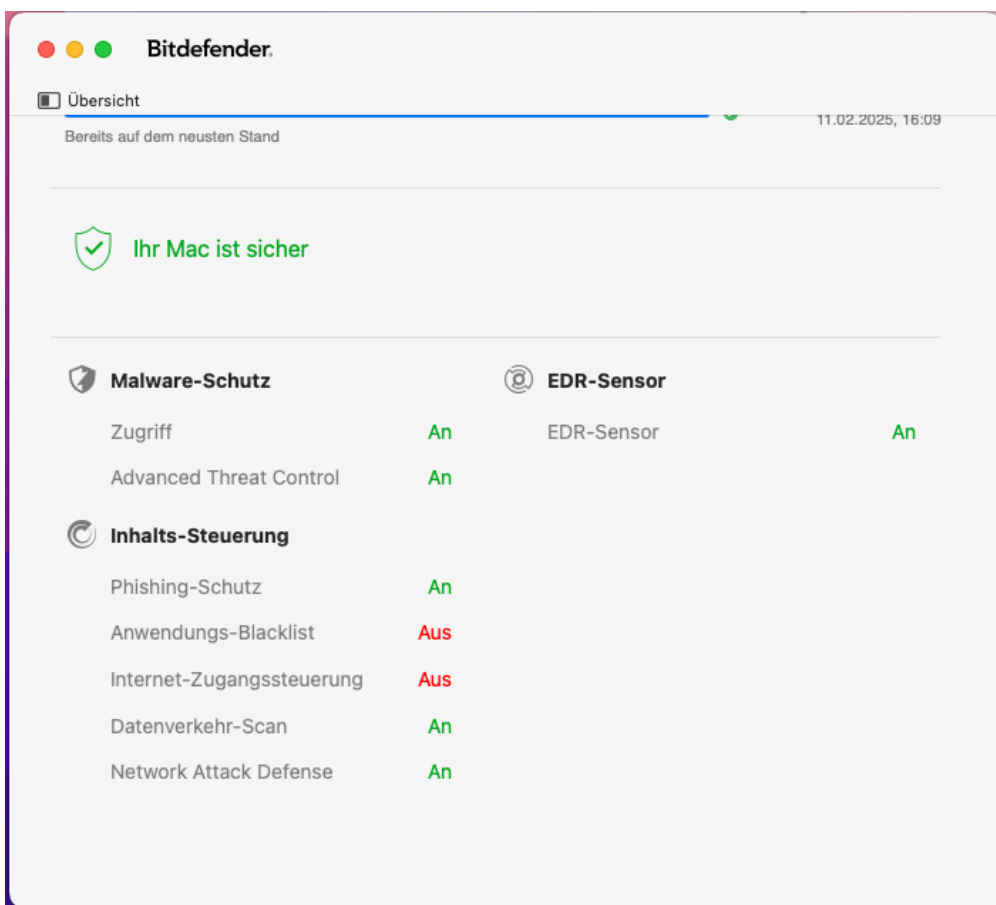 Bitdefender.
Übersicht
11.02.2025, 16:09
Bereits auf dem neusten Stand
Ihr Mac ist sicher
Malware-Schutz
Zugriff An
Advanced Threat Control An
Inhalts-Steuerung
Phishing-Schutz An
Anwendungs-Blacklist Aus
Internet-Zugangssteuerung Aus
Datenverkehr-Scan An
Network Attack Defense An
EDR-Sensor
EDR-Sensor An